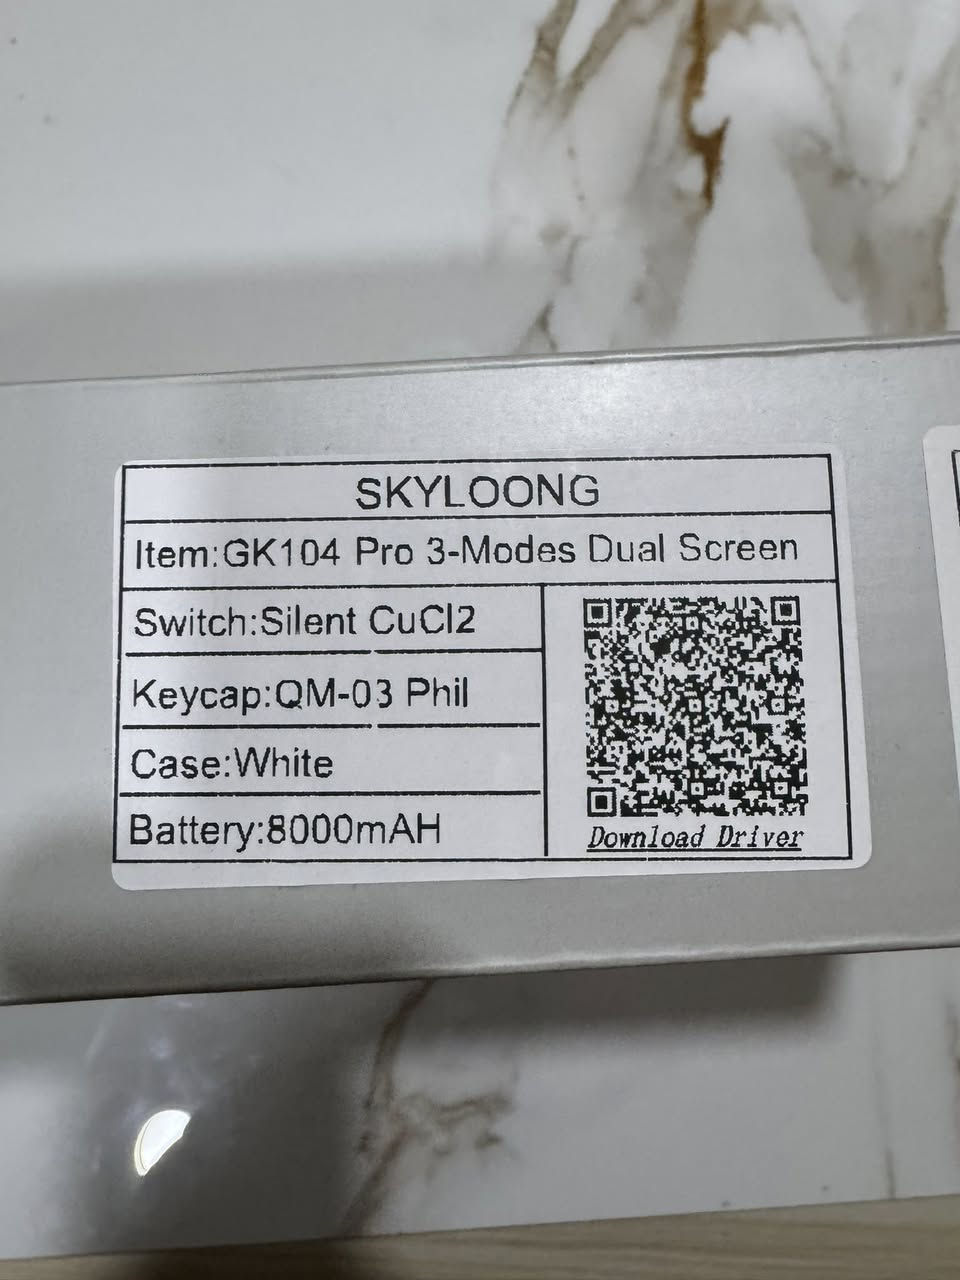 SKYLOONG
Item:GK104 Pro 3-Modes Dual Screen
Switch:Silent CuCl2
Keycap:QM-03 Phil
Case:White
Battery:8000mAH
Download Driver